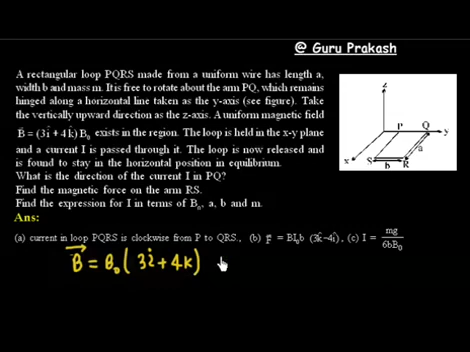 @ Guru Prakash
A rectangular loop PQRS made from a uniform wire has length a,
width b and mass m. It is free to rotate about the arm PQ, which remains
hinged along a horizontal line taken as the y-axis (see figure). Take
the vertically upward direction as the z-axis. A uniform magnetic field
B⃗ = (3î + 4k̂) B₀ exists in the region. The loop is held in the x-y plane
and a current I is passed through it. The loop is now released and
is found to stay in the horizontal position in equilibrium.
What is the direction of the current I in PQ?
Find the magnetic force on the arm RS.
Find the expression for I in terms of B₀, a, b and m.
Ans:
(a) current in loop PQRS is clockwise from P to QRS., (b) F⃗ = BI₀b (3k̂−4î), (c) I = mg/6bB₀
B⃗ = B₀ (3î + 4k)
z
P
Q
y
x
a
S
b
R